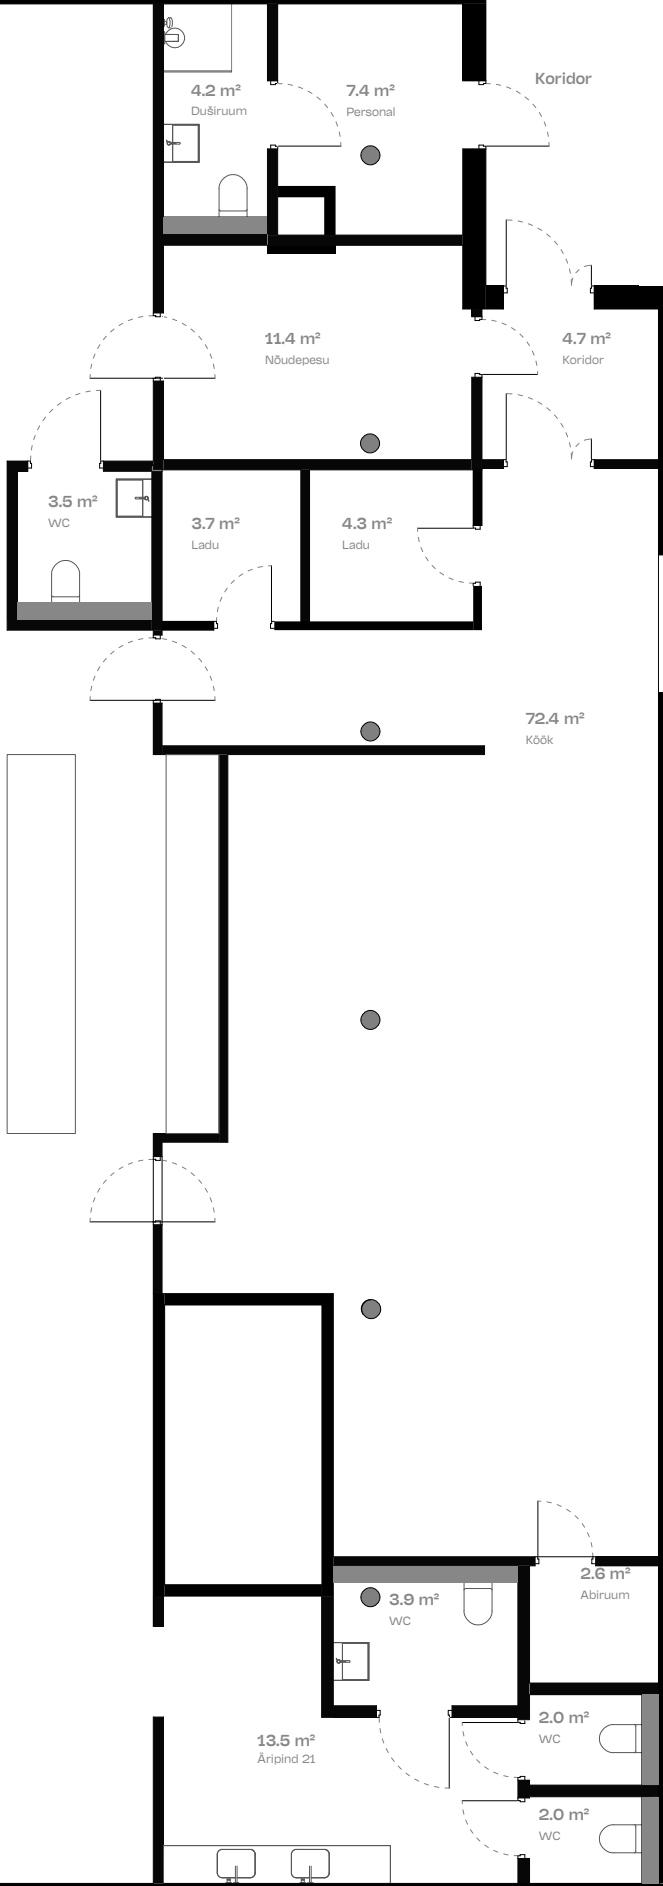 Koridor
4.2 m²
Duširuum
7.4 m²
Personal
11.4 m²
Nõudepesu
4.7 m²
Koridor
3.5 m²
WC
3.7 m²
Ladu
4.3 m²
Ladu
72.4 m²
Köök
2.6 m²
Abiruum
3.9 m²
WC
13.5 m²
Äripind 21
2.0 m²
WC
2.0 m²
WC